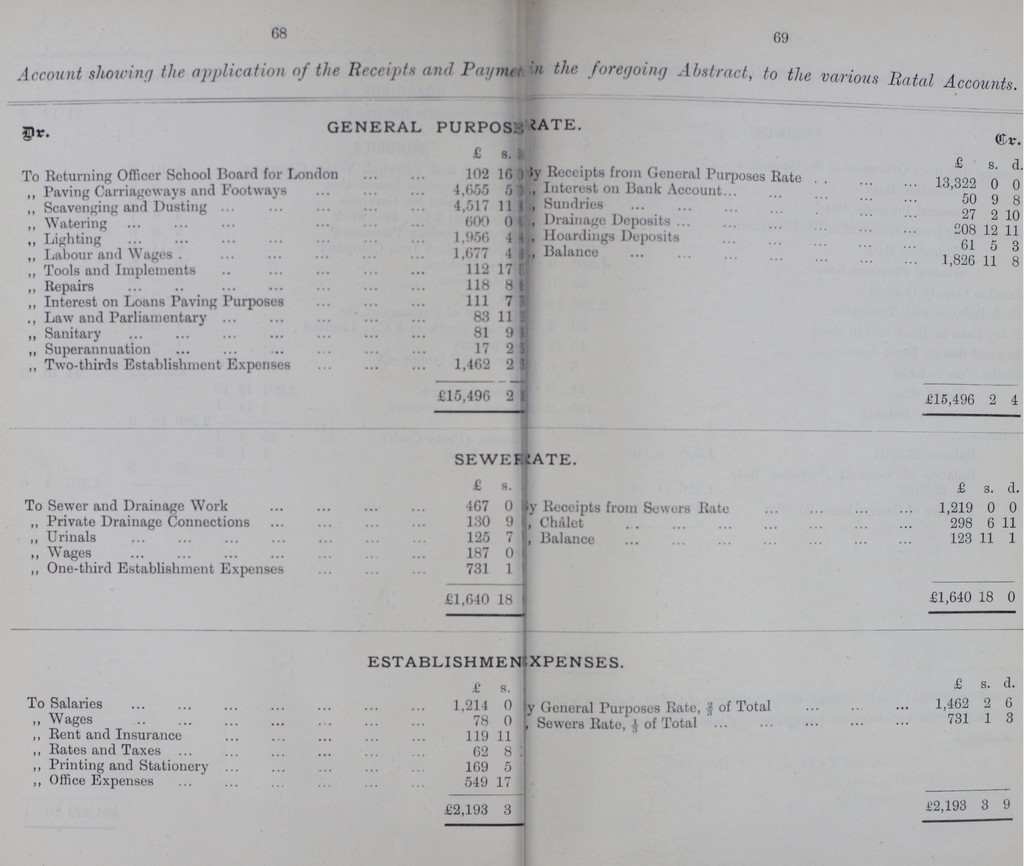 68
69
Account showing the application of the Receipts and Payme in the foregoing Abstract, to the various Ratal Accounts.
Dr.
GENERAL PURPOS RATE.
Cr.
£ s.
To Returning Officer School Board for London ... ... 102 16
„ Paving Carriageways and Footways ... ... ... 4,655 5
„ Scavenging and Dusting ... ... ... ... ... ... 4,517 11
„ Watering ... ... ... ... ... ... 600 0
„ Lighting ... ... ... ... ... ... ... 1,956 4
„ Labour and Wages . ... ... ... ... ... ... 1,677 4
„ Tools and Implements .. ... ... ... ... ... 112 17
„ Repairs ... .. ... ... ... ... ... 118 8
„ Interest on Loans Paving Purposes ... ... ... 111 7
„ Law and Parliamentary ... ... ... ... ... ... 83 11
„ Sanitary ... ... ... ... ... ... ... 81 9
„ Superannuation ... ... ... ... ... ... 17 2
„ Two-thirds Establishment Expenses ... ... ... 1,462 2
£15,496 2
£ s. d.
y Receipts from General Purposes Rate .. ... ... 13,322 0 0
„ Interest on Bank Account... ... ... ... ... ... 50 9 8
„ Sundries ... ... ... ... ... ... ... 27 2 10
„ Drainage Deposits ... ... ... ... ... ... ... 208 12 11
„ Hoardings Deposits ... ... ... ... ... ... 61 5 3
„ Balance ... ... ... ... ... ... ... ... 1,826 11 8
£15,496 2 4
SEWE RATE.
£ s.
To Sewer and Drainage Work ... ... ... ... 467 0
„ Private Drainage Connections ... ... ... ... 130 9
„ Urinals ... ... ... ... ... ... ... 125 7
„ Wages ... ... ... ... ... ... ... 187 0
„ One-third Establishment Expenses ... ... ... 731 1
£1,640 18
£ s. d.
y Receipts from Sewers Rate ... ... ... ... 1,219 0 0
„ Châlet ... ... ... ... ... ... ... 298 6 11
„ Balance ... ... ... ... ... ... ... 123 11 1
£1,640 18 0
ESTABLISHMEN XPENSES.
£ s.
To Salaries ... ... ... ... ... ... ... 1,214 0
„ Wages .. ... ... ... ... ... ... 78 0
„ Rent and Insurance ... ... ... ... ... 119 11
„ Rates and Taxes ... ... ... ... ... ... 62 8
„ Printing and Stationery ... ... ... ... ... 169 5
„ Office Expenses ... ... ... ... ... ... 549 17
£2,193 3
£ s. d.
y General Purposes Rate, ⅔ of Total ... ... ... 1,462 2 6
„ Sewers Rate, ⅓ of Total ... ... ... ... ... 731 1 3
£2,193 3 9